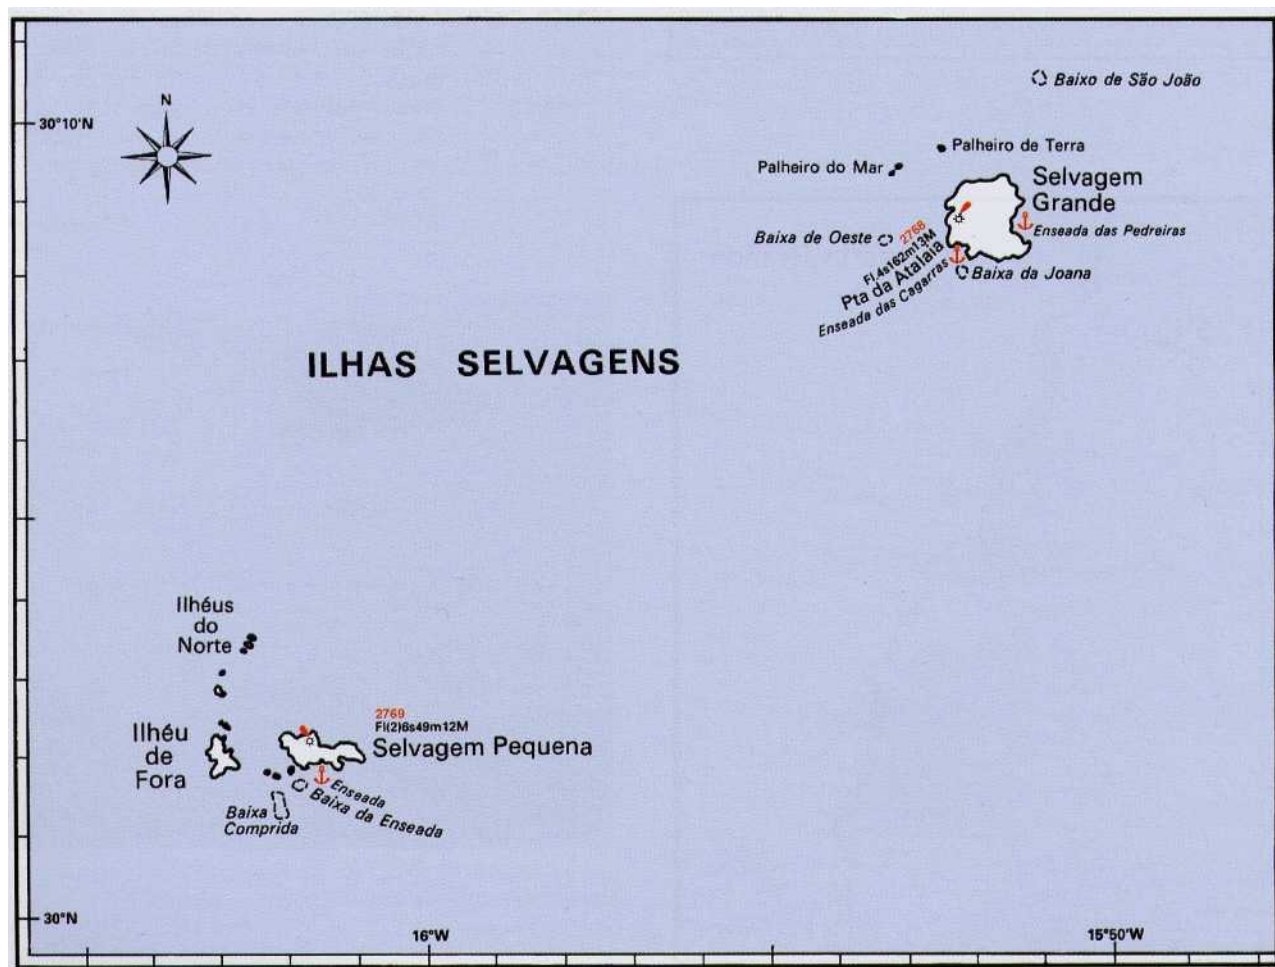 Baixo de São João
N
30°10'N
Palheiro de Terra
Palheiro do Mar
Selvagem
Grande
Enseada das Pedreiras
Baixa de Oeste
2768
Fl.4s162m13M
Pta da Atalaia
Enseada das Cagarras
Baixa da Joana
ILHAS SELVAGENS
Ilhéus
do
Norte
2769
Fl(2)6s49m12M
Selvagem Pequena
Ilhéu
de
Fora
Enseada
Baixa da Enseada
Baixa
Comprida
30°N
16°W
15°50'W